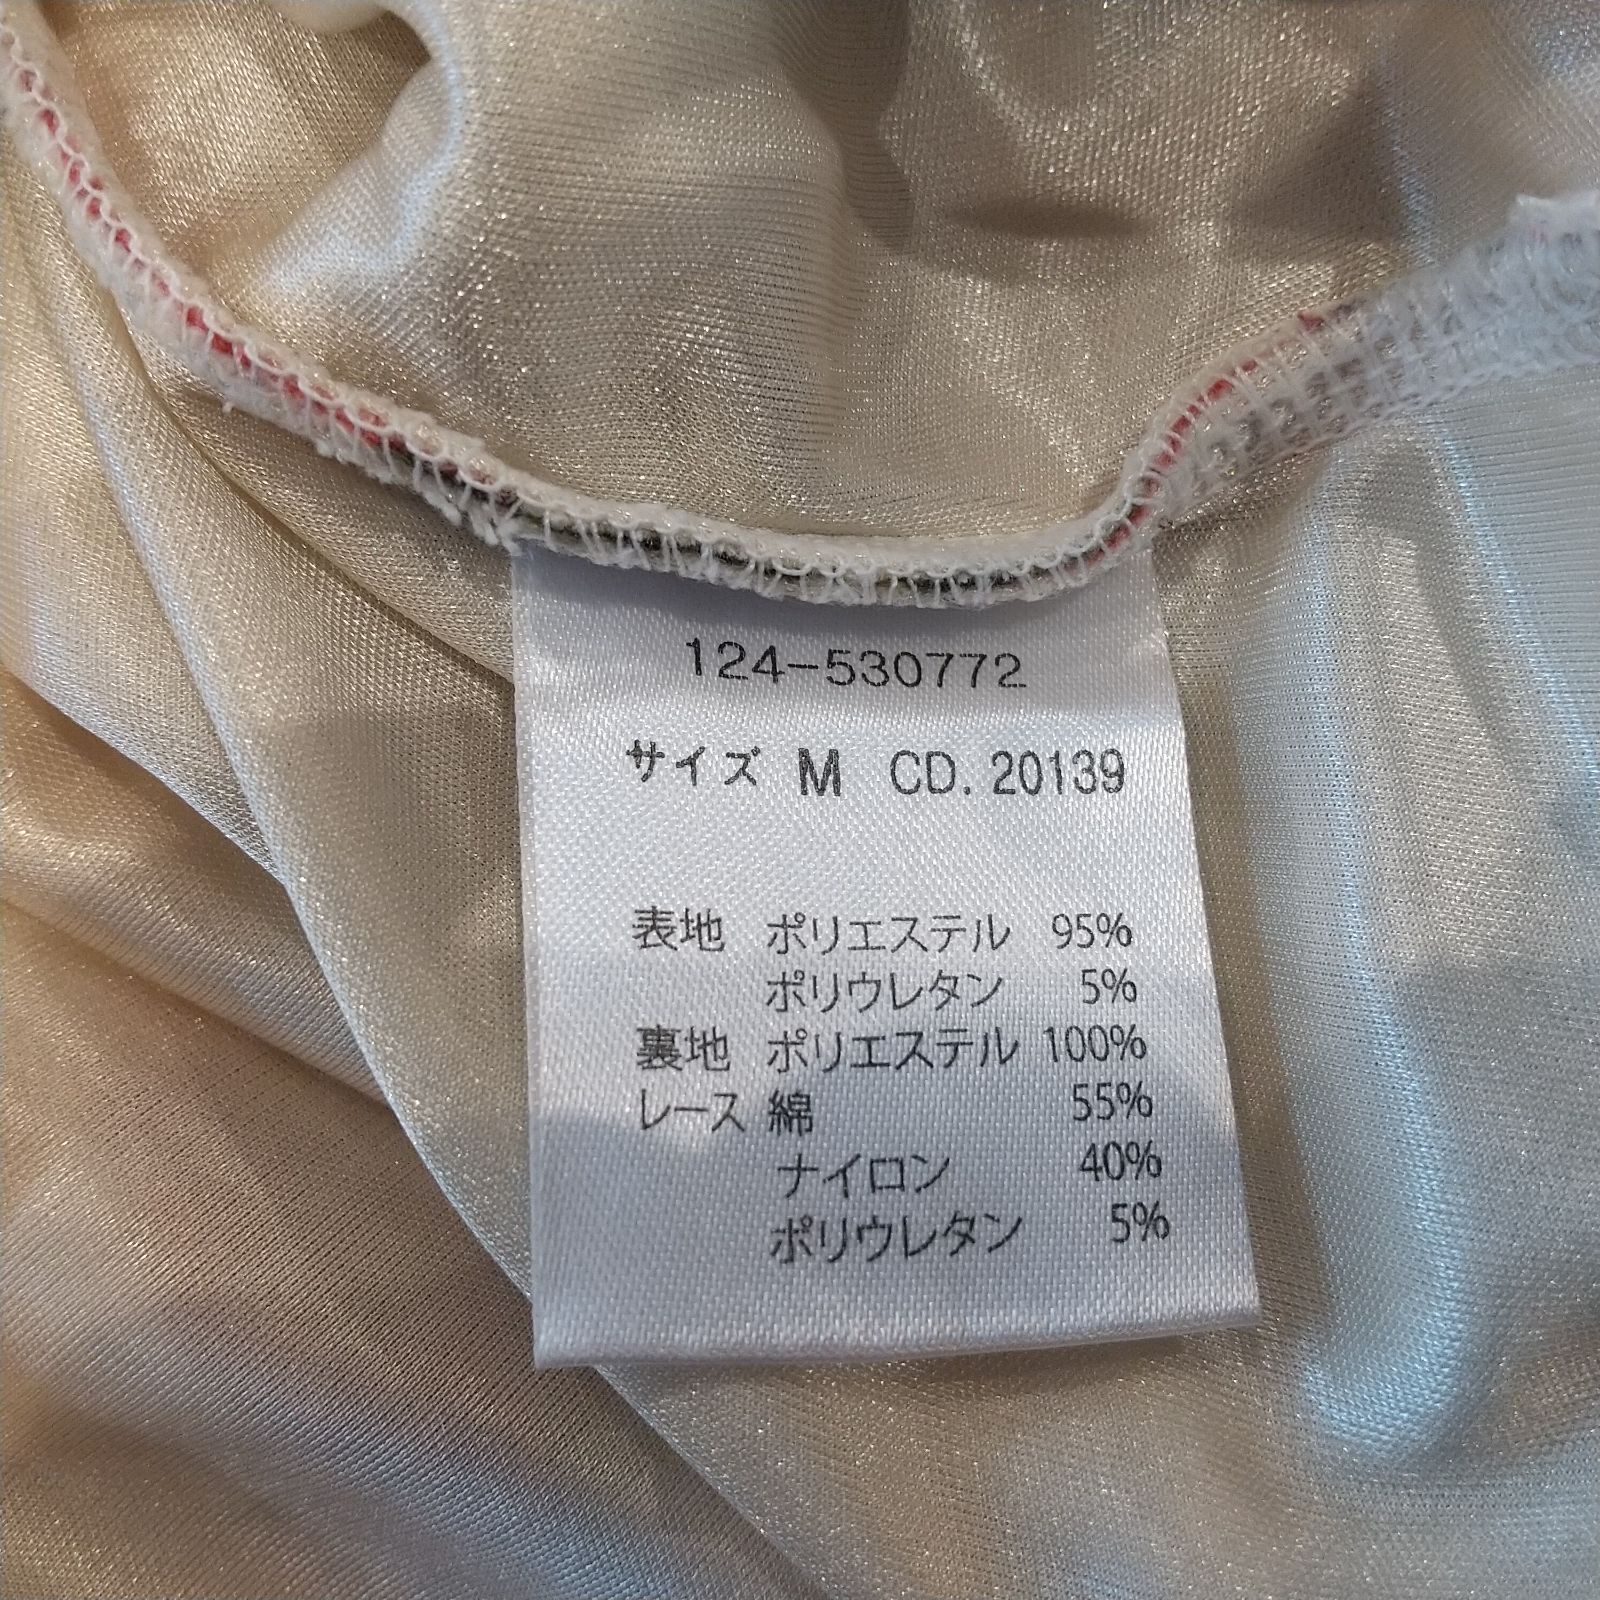 124-530772
サイズ M CD. 20139
表地 ポリエステル 95%
ポリウレタン 5%
裏地 ポリエステル 100%
レース 綿 55%
ナイロン 40%
ポリウレタン 5%